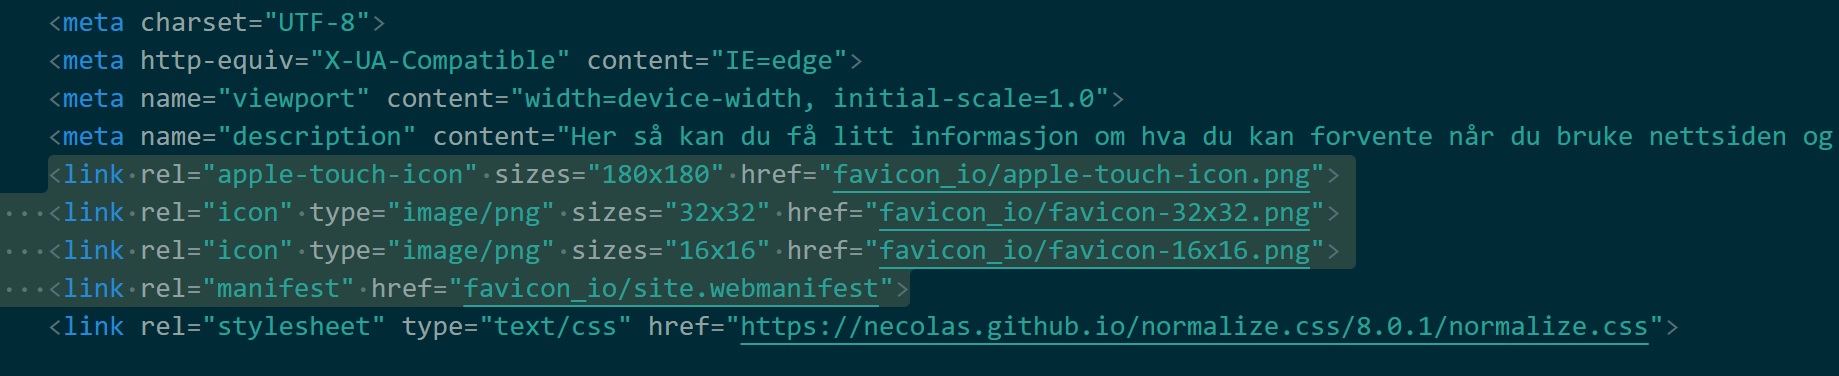 <meta charset="UTF-8">
<meta http-equiv="X-UA-Compatible" content="IE=edge">
<meta name="viewport" content="width=device-width, initial-scale=1.0">
<meta name="description" content="Her så kan du få litt informasjon om hva du kan forvente når du bruke nettsiden og
<link rel="apple-touch-icon" sizes="180x180" href="favicon_io/apple-touch-icon.png">
<link rel="icon" type="image/png" sizes="32x32" href="favicon_io/favicon-32x32.png">
<link rel="icon" type="image/png" sizes="16x16" href="favicon_io/favicon-16x16.png">
<link rel="manifest" href="favicon_io/site.webmanifest">
<link rel="stylesheet" type="text/css" href="https://necolas.github.io/normalize.css/8.0.1/normalize.css">